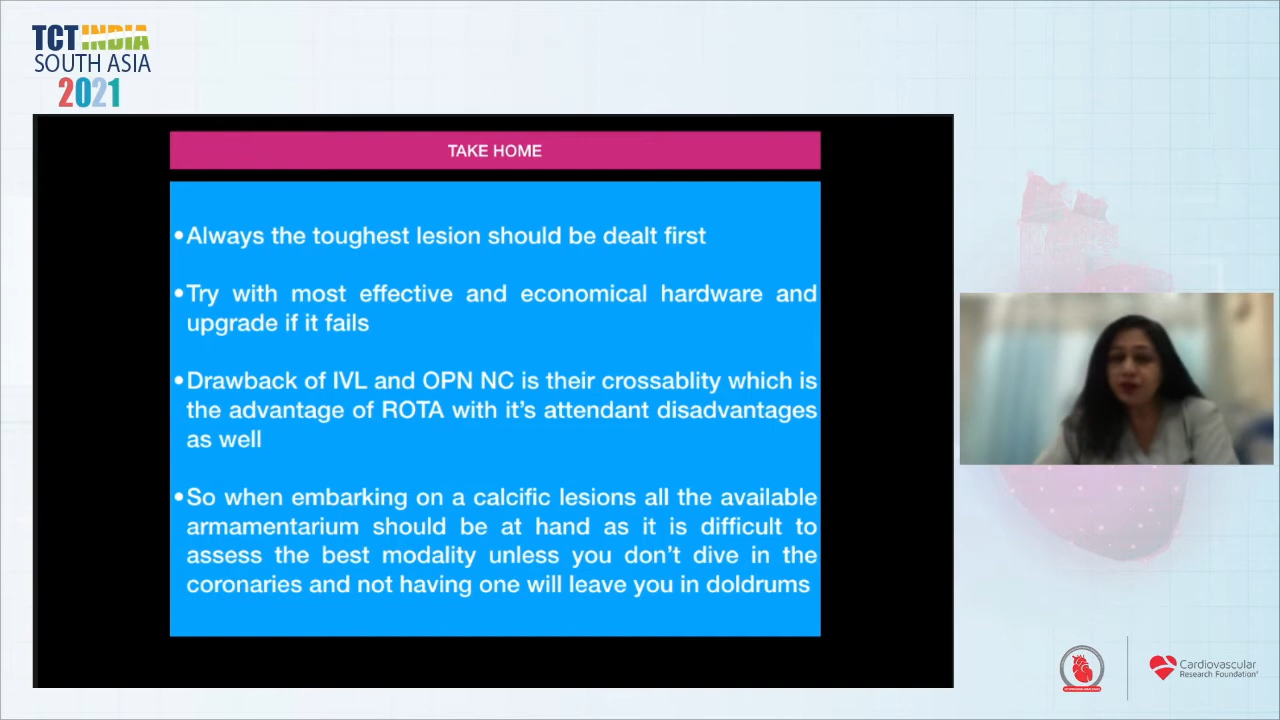 TCT INDIA
SOUTH ASIA
2021
TAKE HOME
•Always the toughest lesion should be dealt first
•Try with most effective and economical hardware and
upgrade if it fails
•Drawback of IVL and OPN NC is their crossablity which is
the advantage of ROTA with it's attendant disadvantages
as well
•So when embarking on a calcific lesions all the available
armamentarium should be at hand as it is difficult to
assess the best modality unless you don't dive in the
coronaries and not having one will leave you in doldrums
Cardiovascular
Research Foundation®